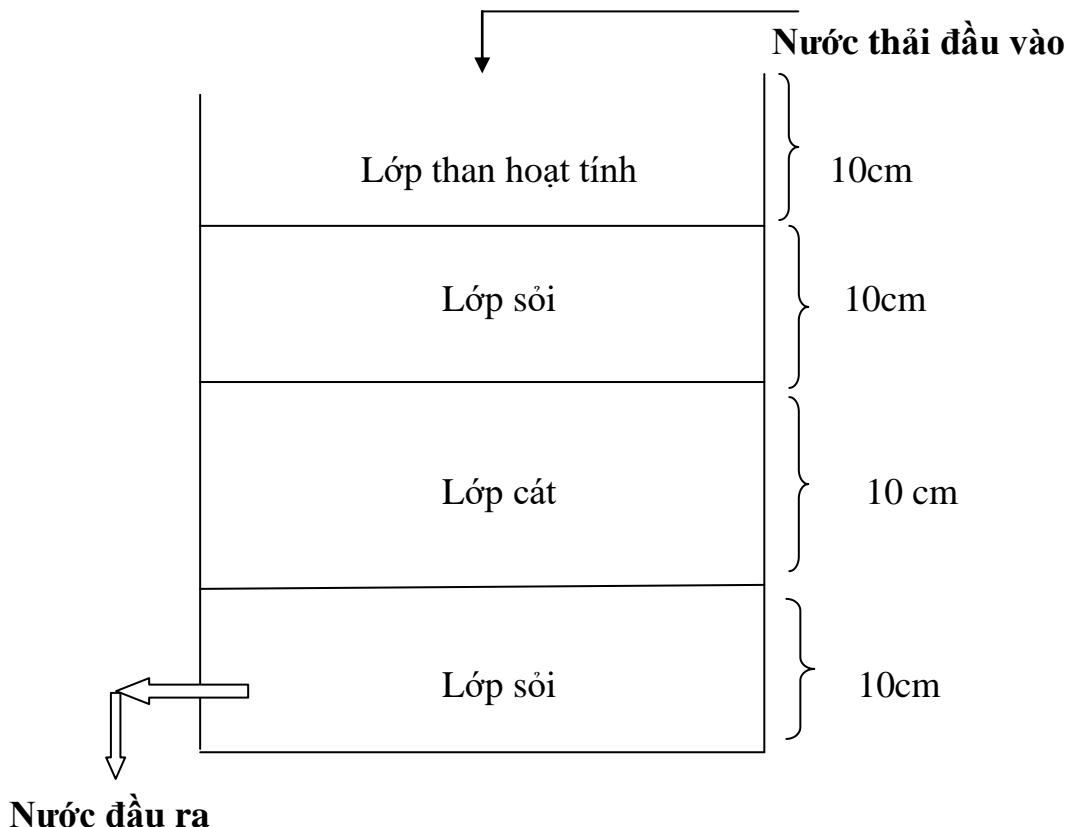 Nước thải đầu vào
Lớp than hoạt tính 10cm
Lớp sỏi 10cm
Lớp cát 10 cm
Lớp sỏi 10cm
Nước đầu ra